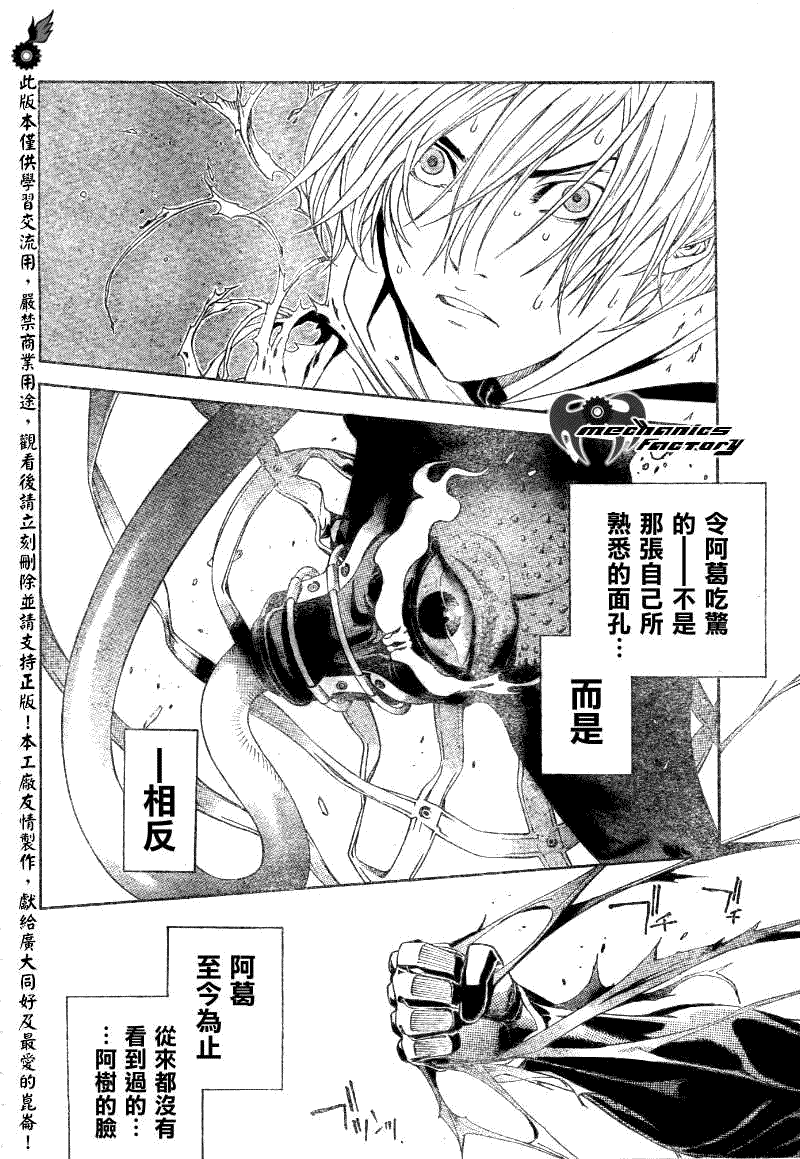 此版本僅供學習交流用，嚴禁商業用途，觀看後請立刻刪除並請支持正版！本工廠友情製作，獻給廣大同好及最愛的崑崙！
mechanics
factory
令阿葛吃驚
的——不是
那張自己所
熟悉的面孔…
而是
—相反
ブチ
ブチ
阿葛
至今為止
從來都沒有
看到過的…
…阿樹的臉